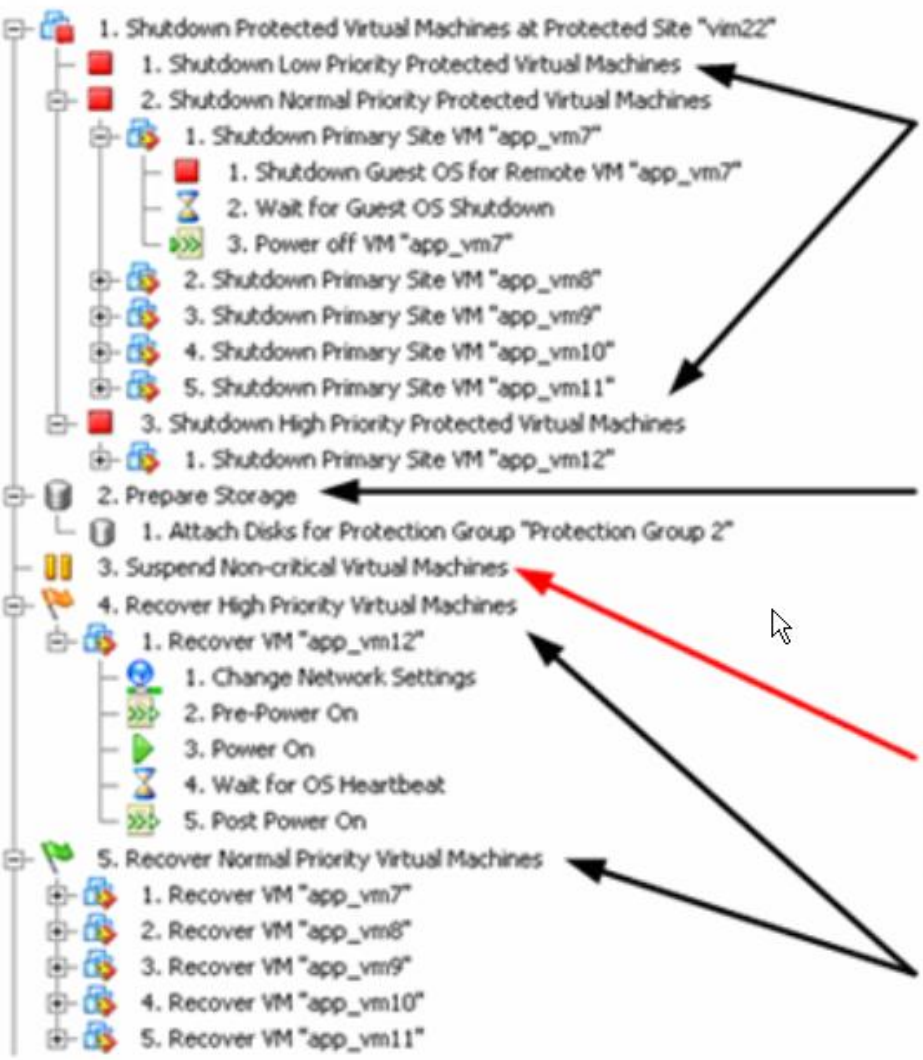 1. Shutdown Protected Virtual Machines at Protected Site "vim22"
1. Shutdown Low Priority Protected Virtual Machines
2. Shutdown Normal Priority Protected Virtual Machines
1. Shutdown Primary Site VM "app_vm7"
1. Shutdown Guest OS for Remote VM "app_vm7"
2. Wait for Guest OS Shutdown
3. Power off VM "app_vm7"
2. Shutdown Primary Site VM "app_vm8"
3. Shutdown Primary Site VM "app_vm9"
4. Shutdown Primary Site VM "app_vm10"
5. Shutdown Primary Site VM "app_vm11"
3. Shutdown High Priority Protected Virtual Machines
1. Shutdown Primary Site VM "app_vm12"
2. Prepare Storage
1. Attach Disks for Protection Group "Protection Group 2"
3. Suspend Non-critical Virtual Machines
4. Recover High Priority Virtual Machines
1. Recover VM "app_vm12"
1. Change Network Settings
2. Pre-Power On
3. Power On
4. Wait for OS Heartbeat
5. Post Power On
5. Recover Normal Priority Virtual Machines
1. Recover VM "app_vm7"
2. Recover VM "app_vm8"
3. Recover VM "app_vm9"
4. Recover VM "app_vm10"
5. Recover VM "app_vm11"